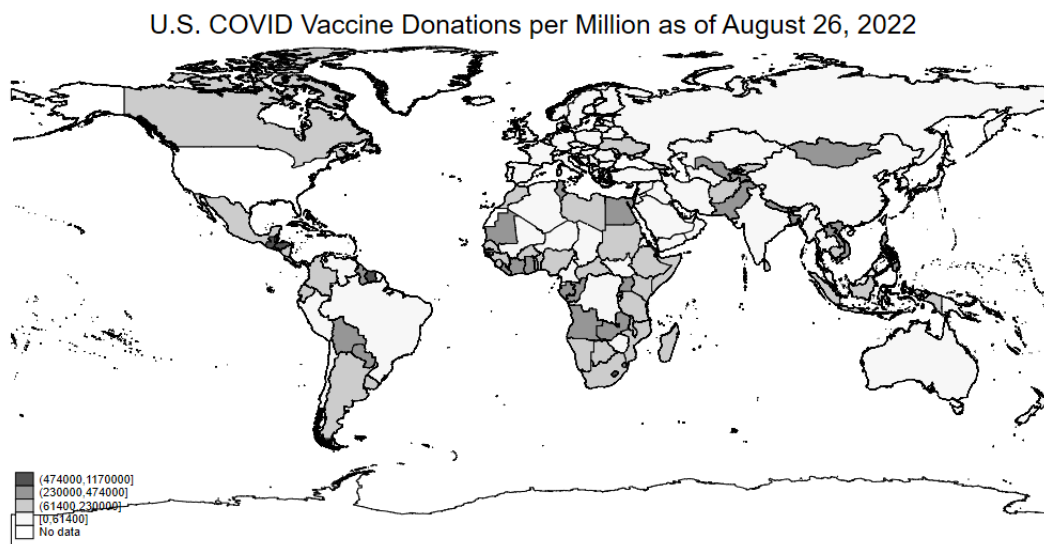 U.S. COVID Vaccine Donations per Million as of August 26, 2022
(474000,1170000]
(230000,474000]
(61400,230000]
[0,61400]
No data